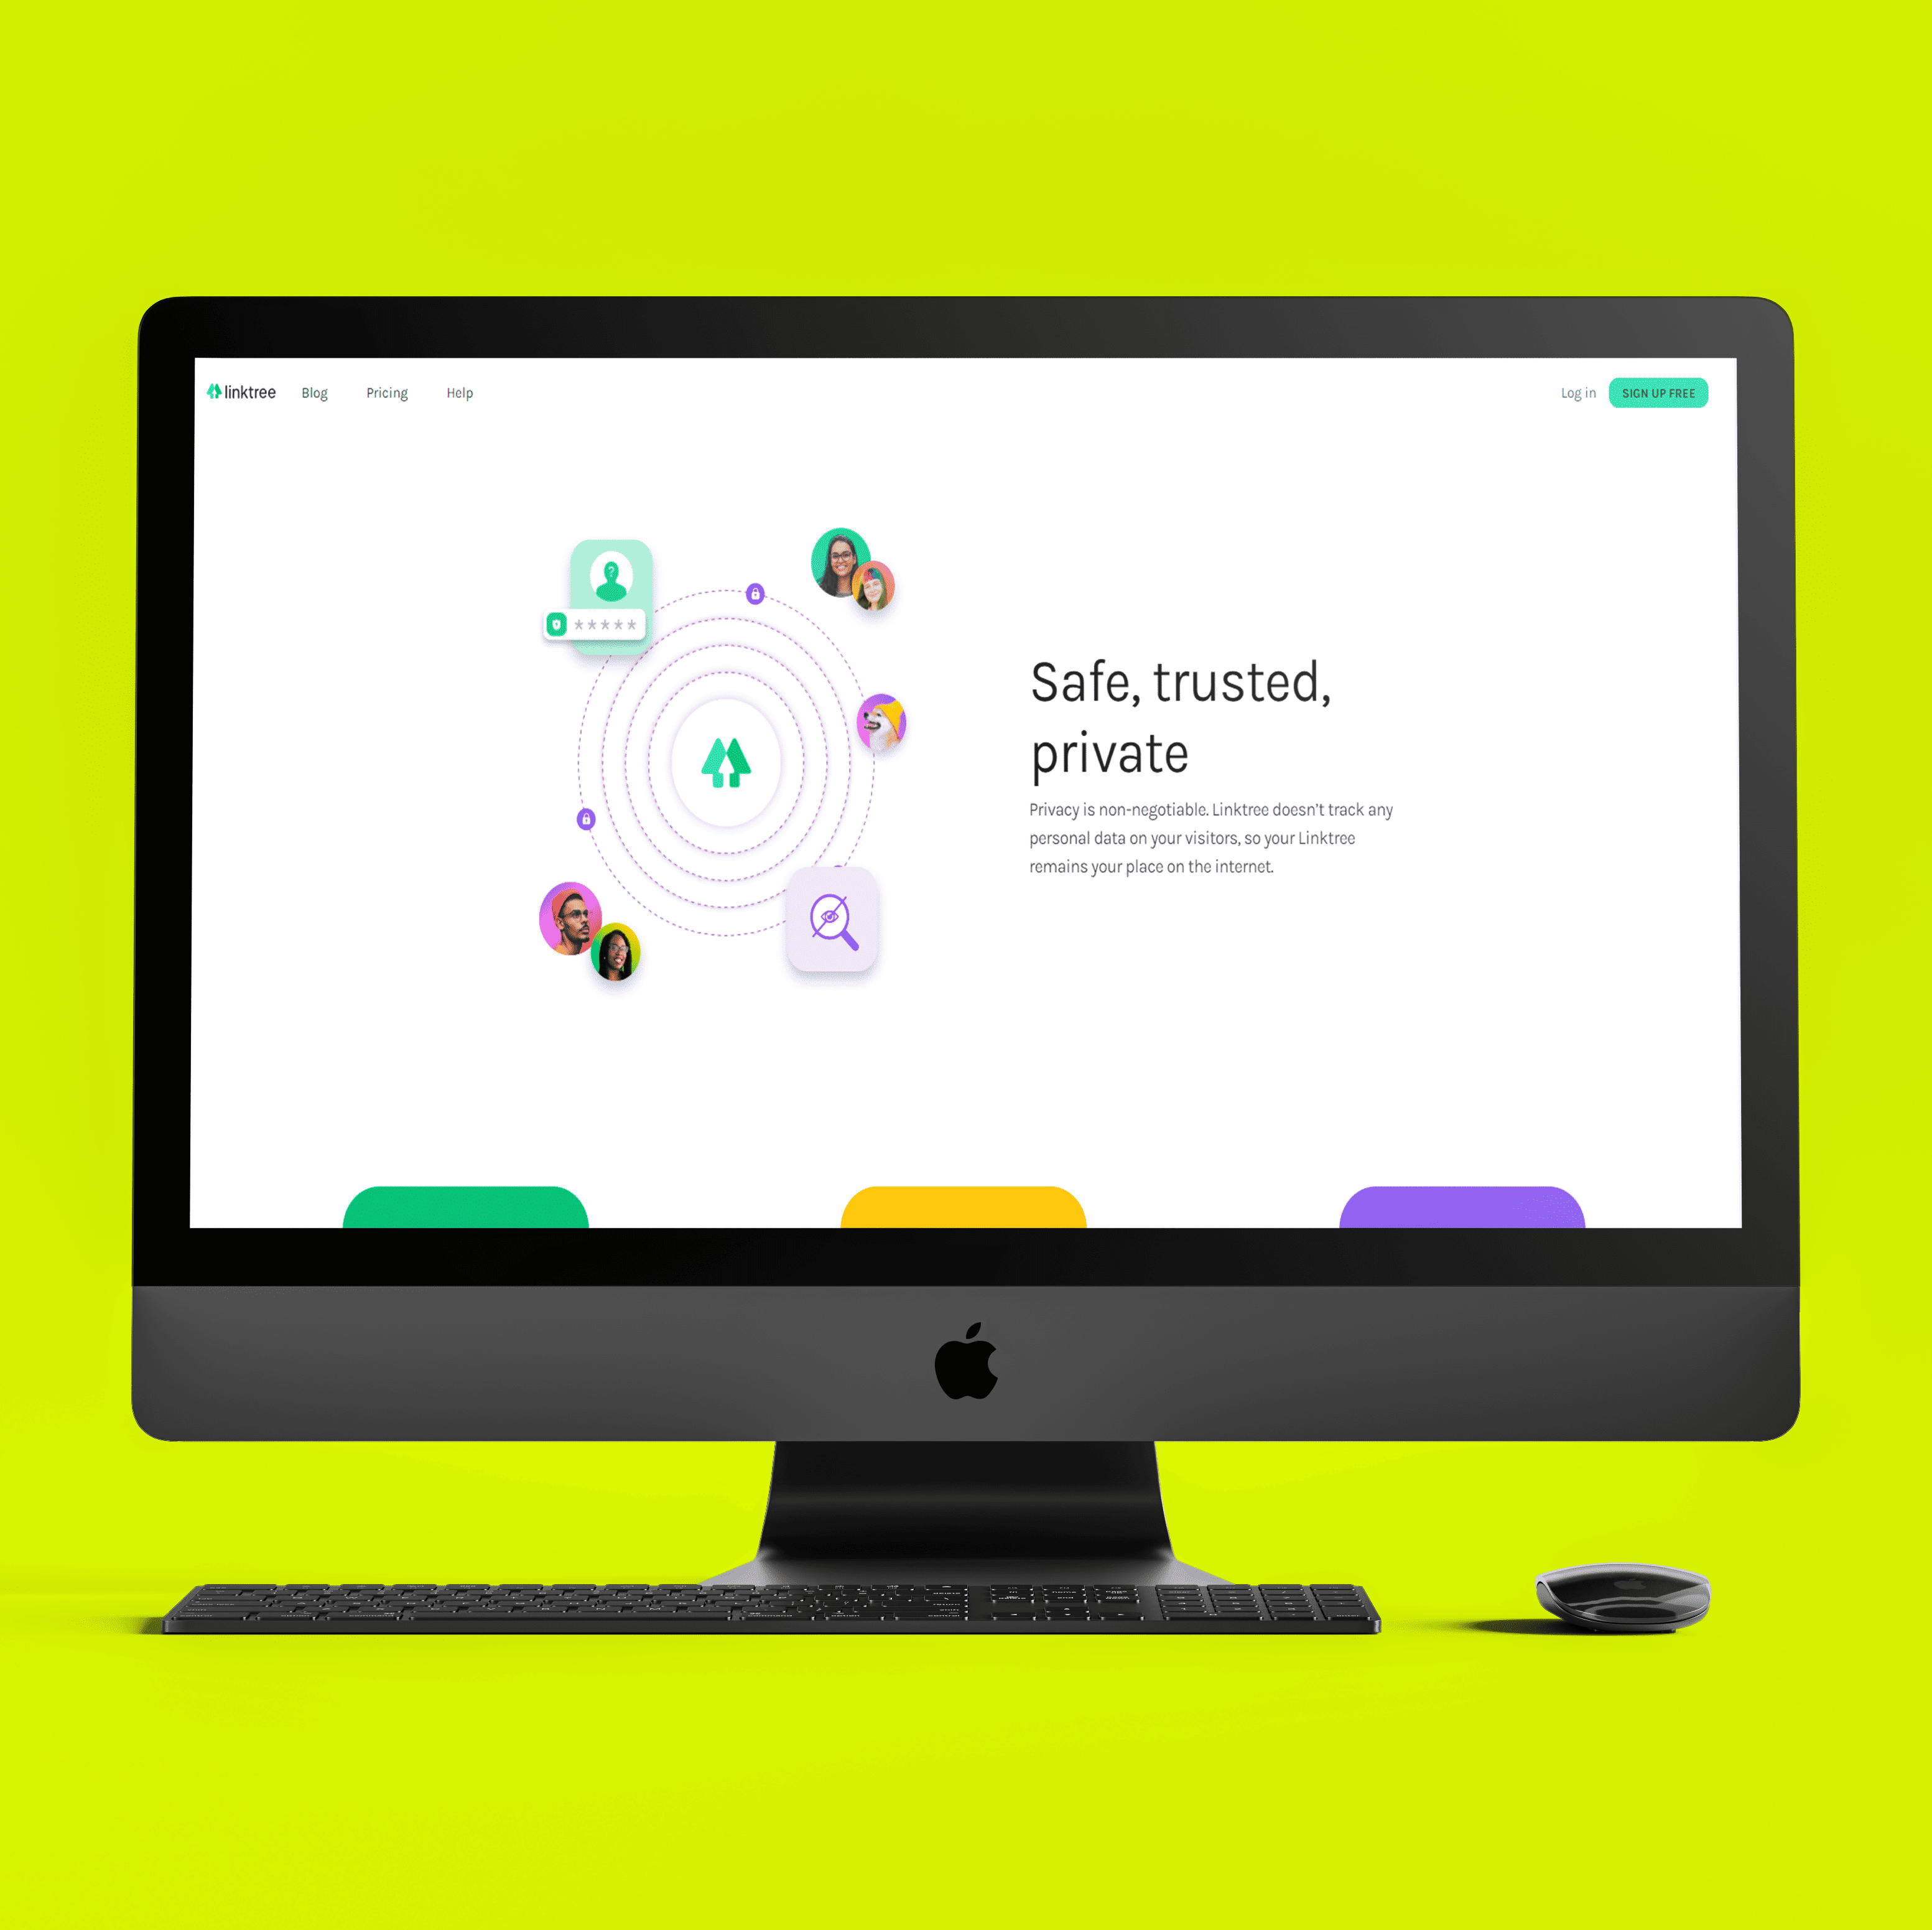 linktree Blog Pricing Help Log in SIGN UP FREE
?
*****
Safe, trusted,
private
Privacy is non-negotiable. Linktree doesn't track any
personal data on your visitors, so your Linktree
remains your place on the internet.